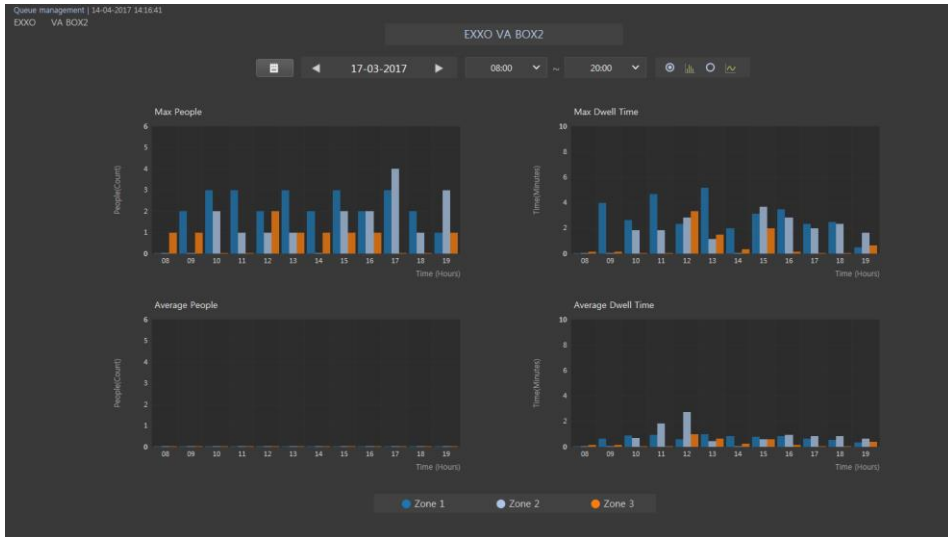 Queue management | 14-04-2017 14:16:41
EXXO VA BOX2
EXXO VA BOX2
17-03-2017 08:00 ~ 20:00
Max People
6
5
4
3
2
1
0
People(Count)
08 09 10 11 12 13 14 15 16 17 18 19
Time (Hours)
Max Dwell Time
10
8
6
4
2
0
Time(Minutes)
08 09 10 11 12 13 14 15 16 17 18 19
Time (Hours)
Average People
6
5
4
3
2
1
0
People(Count)
08 09 10 11 12 13 14 15 16 17 18 19
Time (Hours)
Average Dwell Time
10
8
6
4
2
0
Time(Minutes)
08 09 10 11 12 13 14 15 16 17 18 19
Time (Hours)
Zone 1 Zone 2 Zone 3